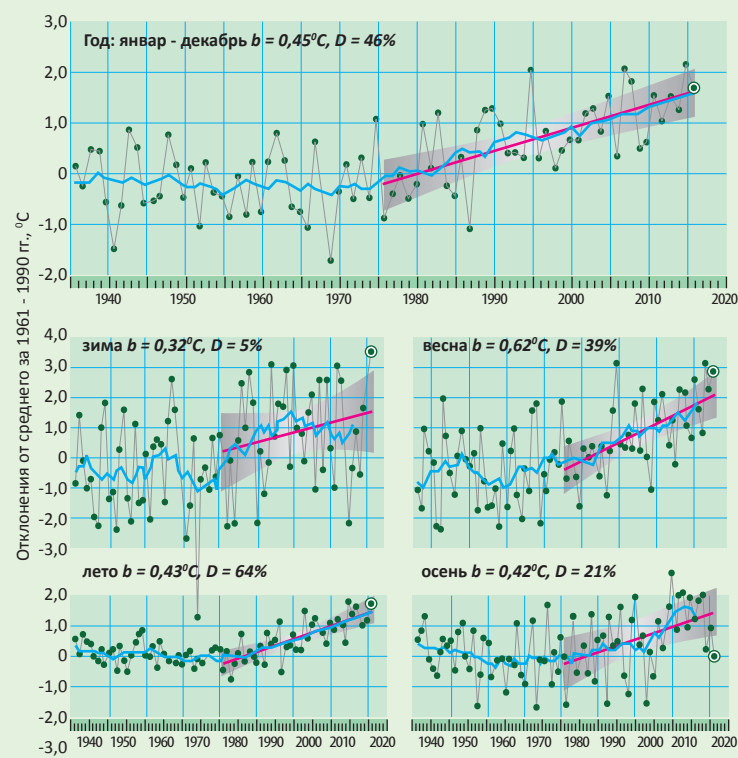 Отклонения от среднего за 1961 - 1990 гг., ⁰C
3,0
Год: январ - декабрь b = 0,45⁰C, D = 46%
2,0
1,0
0
-1,0
-2,0
1940 1950 1960 1970 1980 1990 2000 2010 2020
4,0
зима b = 0,32⁰C, D = 5%
весна b = 0,62⁰C, D = 39%
3,0
2,0
1,0
0
-1,0
-2,0
-3,0
лето b = 0,43⁰C, D = 64%
осень b = 0,42⁰C, D = 21%
2,0
1,0
0
-1,0
-2,0
-3,0
1940 1950 1960 1970 1980 1990 2000 2010 2020
1940 1950 1960 1970 1980 1990 2000 2010 2020